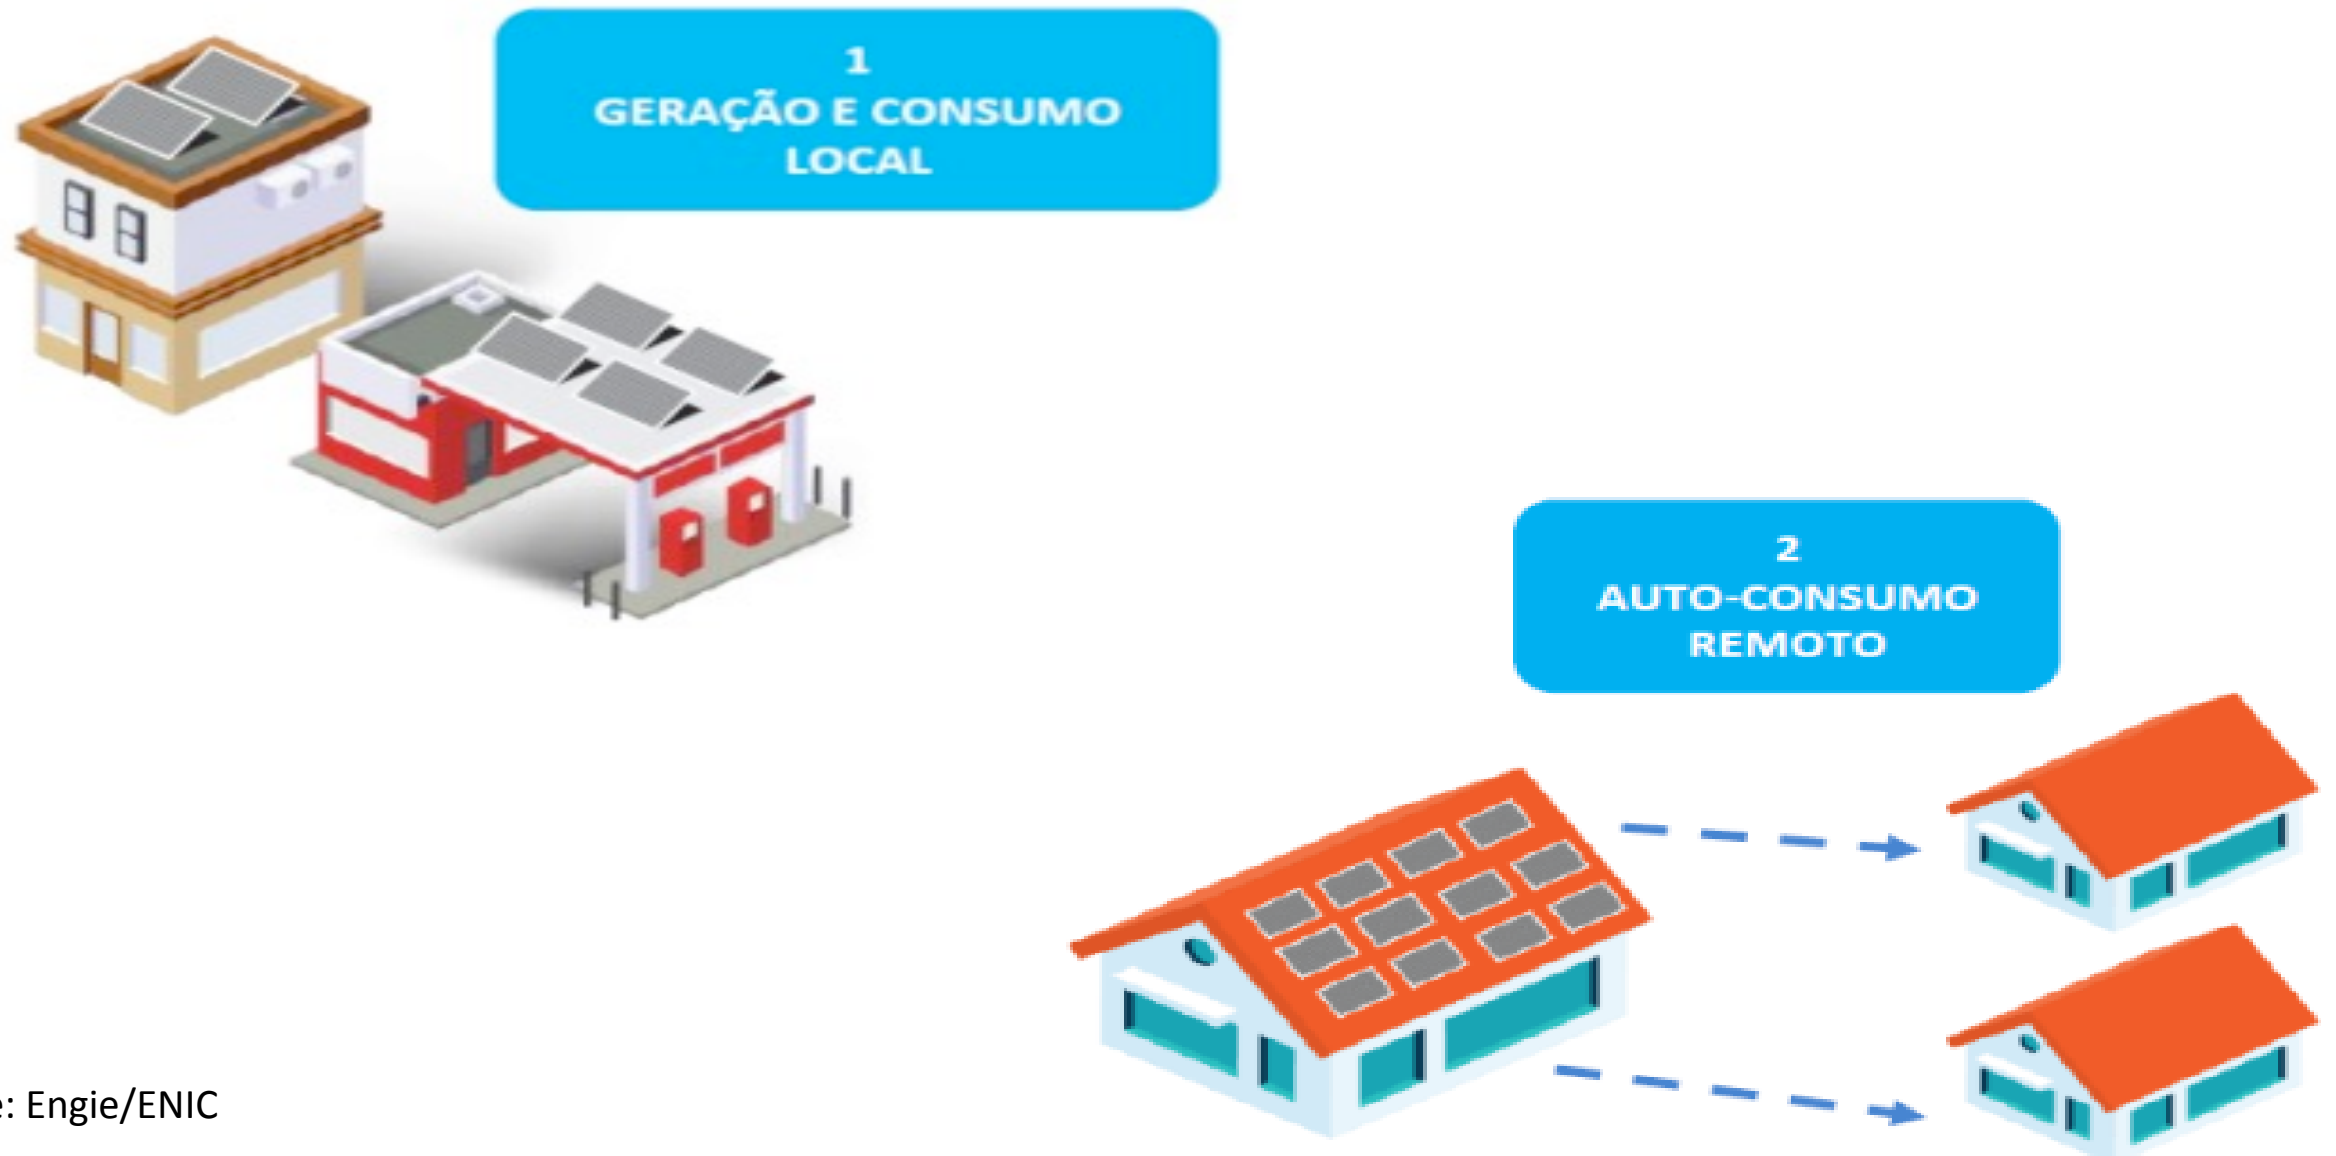 1
GERAÇÃO E CONSUMO
LOCAL
2
AUTO-CONSUMO
REMOTO
: Engie/ENIC